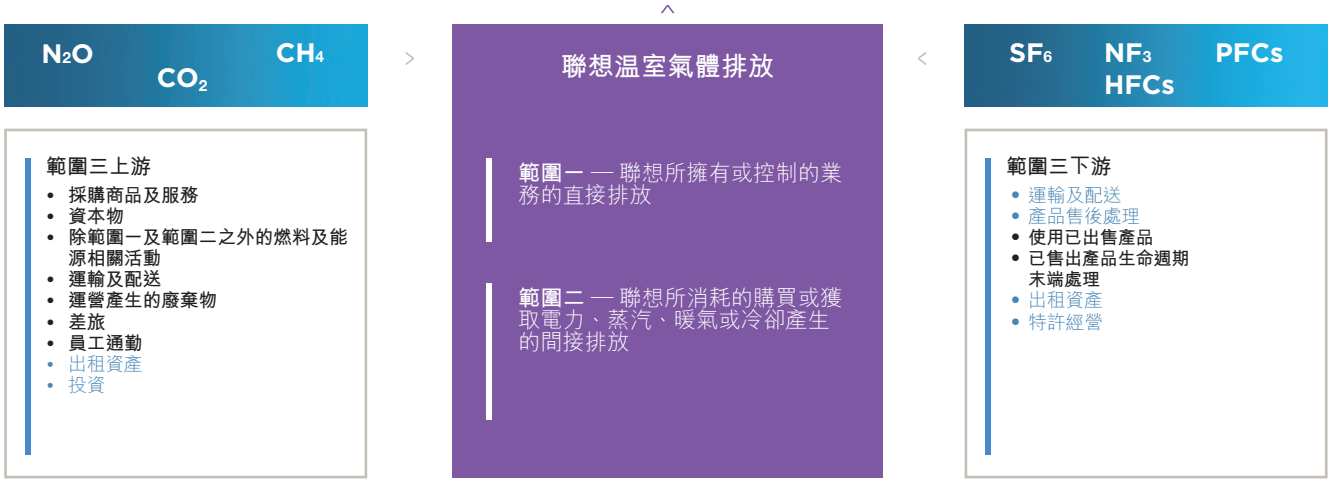 N₂O CH₄
CO₂
範圍三上游
• 採購商品及服務
• 資本物
• 除範圍一及範圍二之外的燃料及能
源相關活動
• 運輸及配送
• 運營產生的廢棄物
• 差旅
• 員工通勤
• 出租資產
• 投資
聯想温室氣體排放
範圍一 — 聯想所擁有或控制的業
務的直接排放
範圍二 — 聯想所消耗的購買或獲
取電力、蒸汽、暖氣或冷卻產生
的間接排放
SF₆ NF₃ PFCs
HFCs
範圍三下游
• 運輸及配送
• 產品售後處理
• 使用已出售產品
• 已售出產品生命週期
末端處理
• 出租資產
• 特許經營